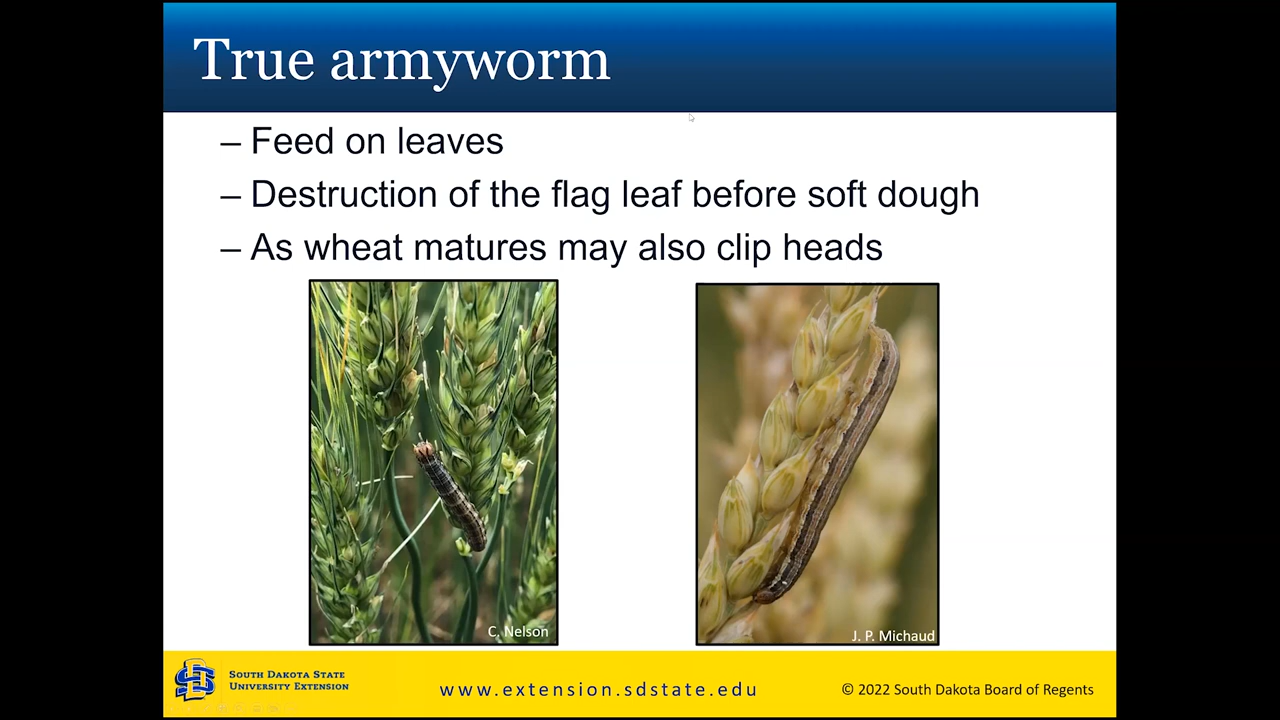 True armyworm
– Feed on leaves
– Destruction of the flag leaf before soft dough
– As wheat matures may also clip heads
C. Nelson
J. P. Michaud
SOUTH DAKOTA STATE
UNIVERSITY EXTENSION
www.extension.sdstate.edu
© 2022 South Dakota Board of Regents